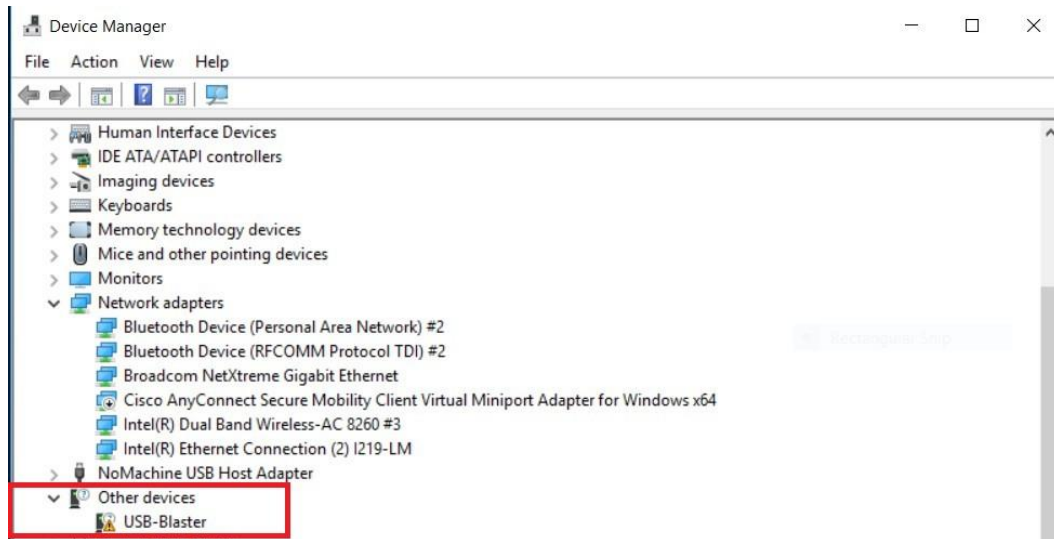 Device Manager
File Action View Help
Human Interface Devices
IDE ATA/ATAPI controllers
Imaging devices
Keyboards
Memory technology devices
Mice and other pointing devices
Monitors
Network adapters
Bluetooth Device (Personal Area Network) #2
Bluetooth Device (RFCOMM Protocol TDI) #2
Broadcom NetXtreme Gigabit Ethernet
Rectangular Snip
Cisco AnyConnect Secure Mobility Client Virtual Miniport Adapter for Windows x64
Intel(R) Dual Band Wireless-AC 8260 #3
Intel(R) Ethernet Connection (2) I219-LM
NoMachine USB Host Adapter
Other devices
USB-Blaster